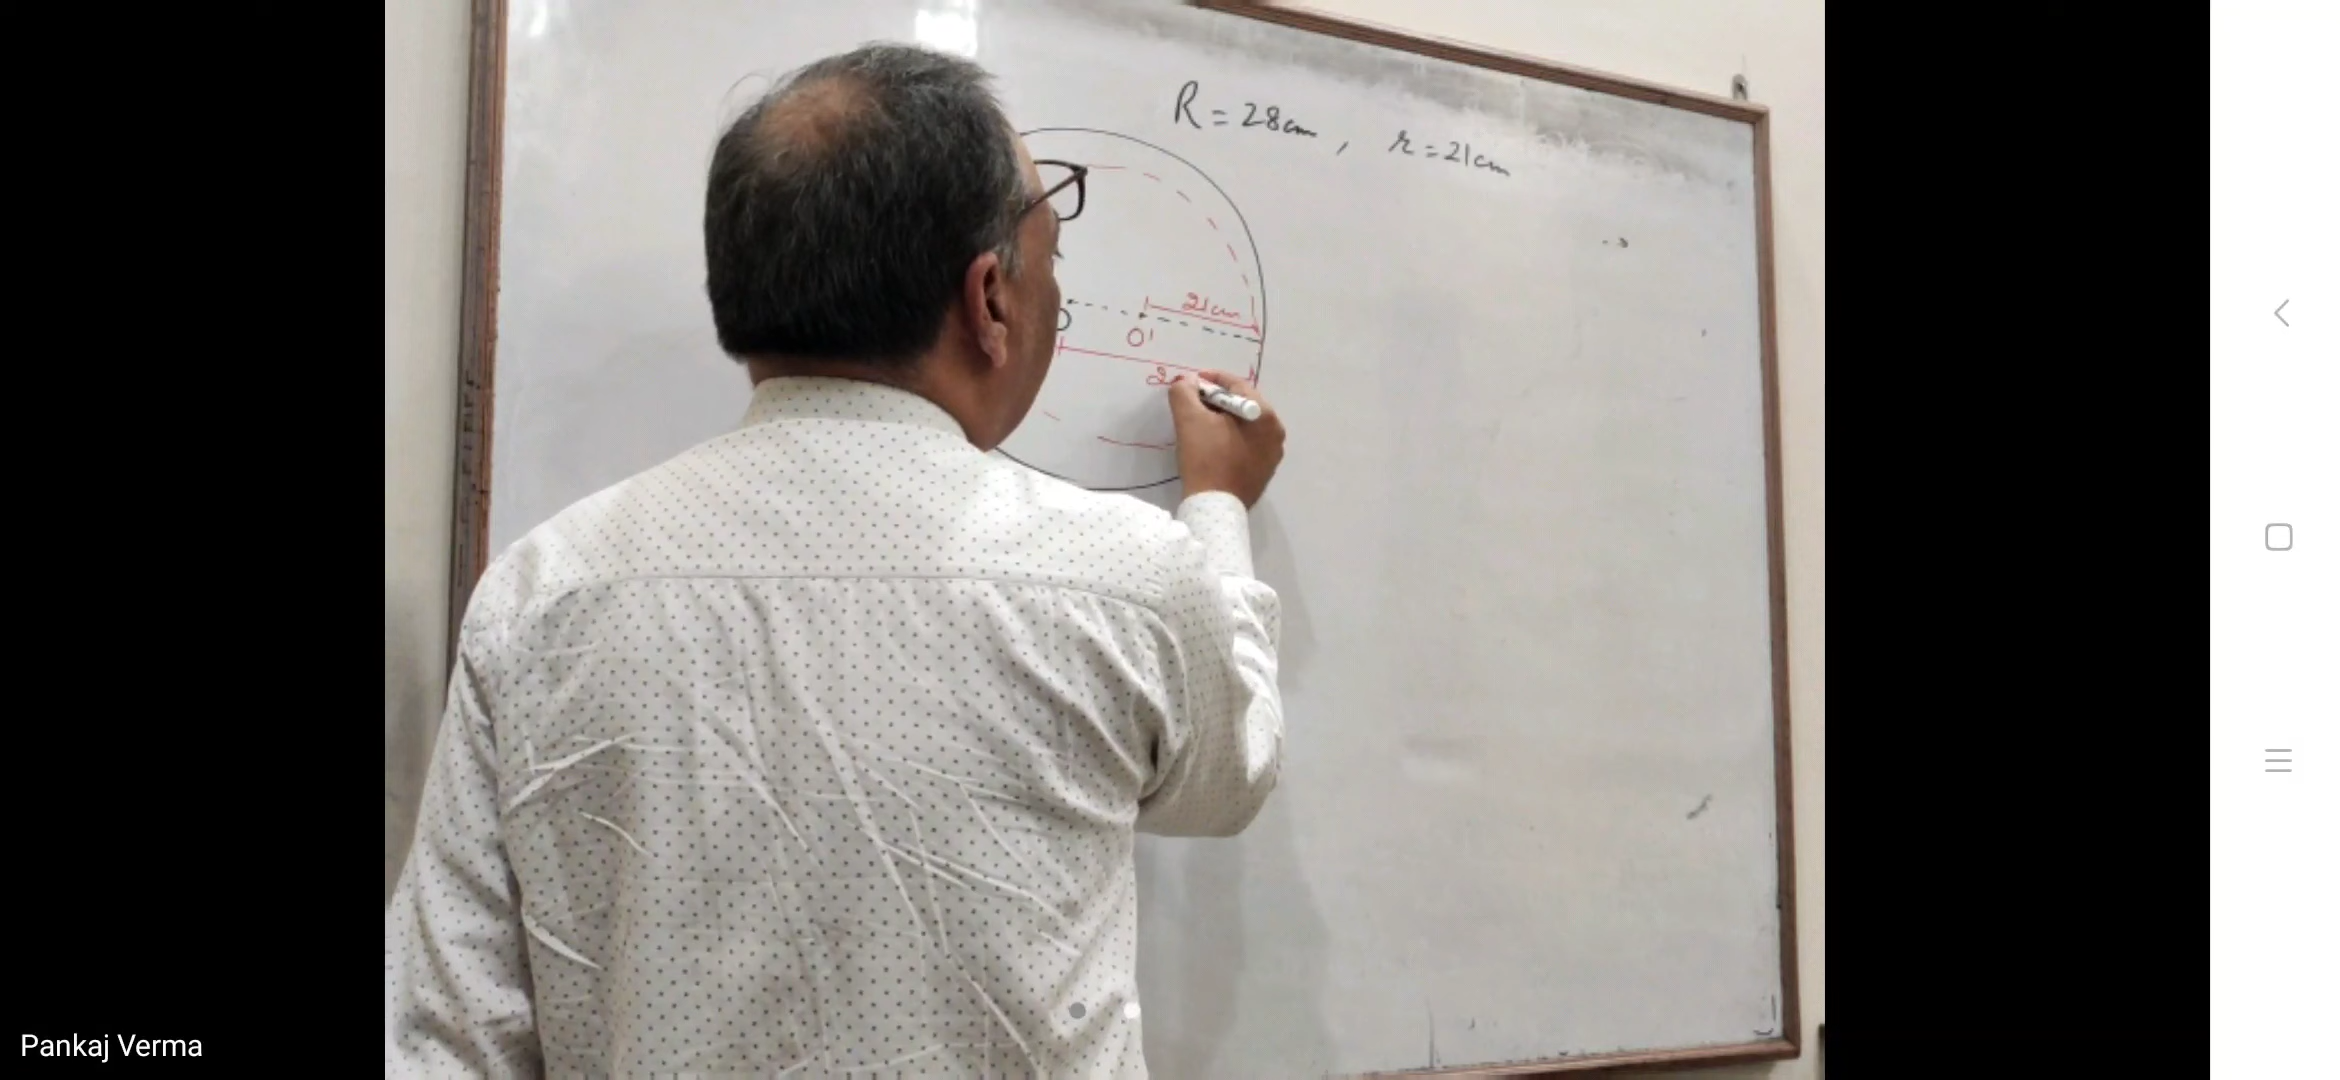 R = 28cm , r = 21cm
21cm
O'
Pankaj Verma